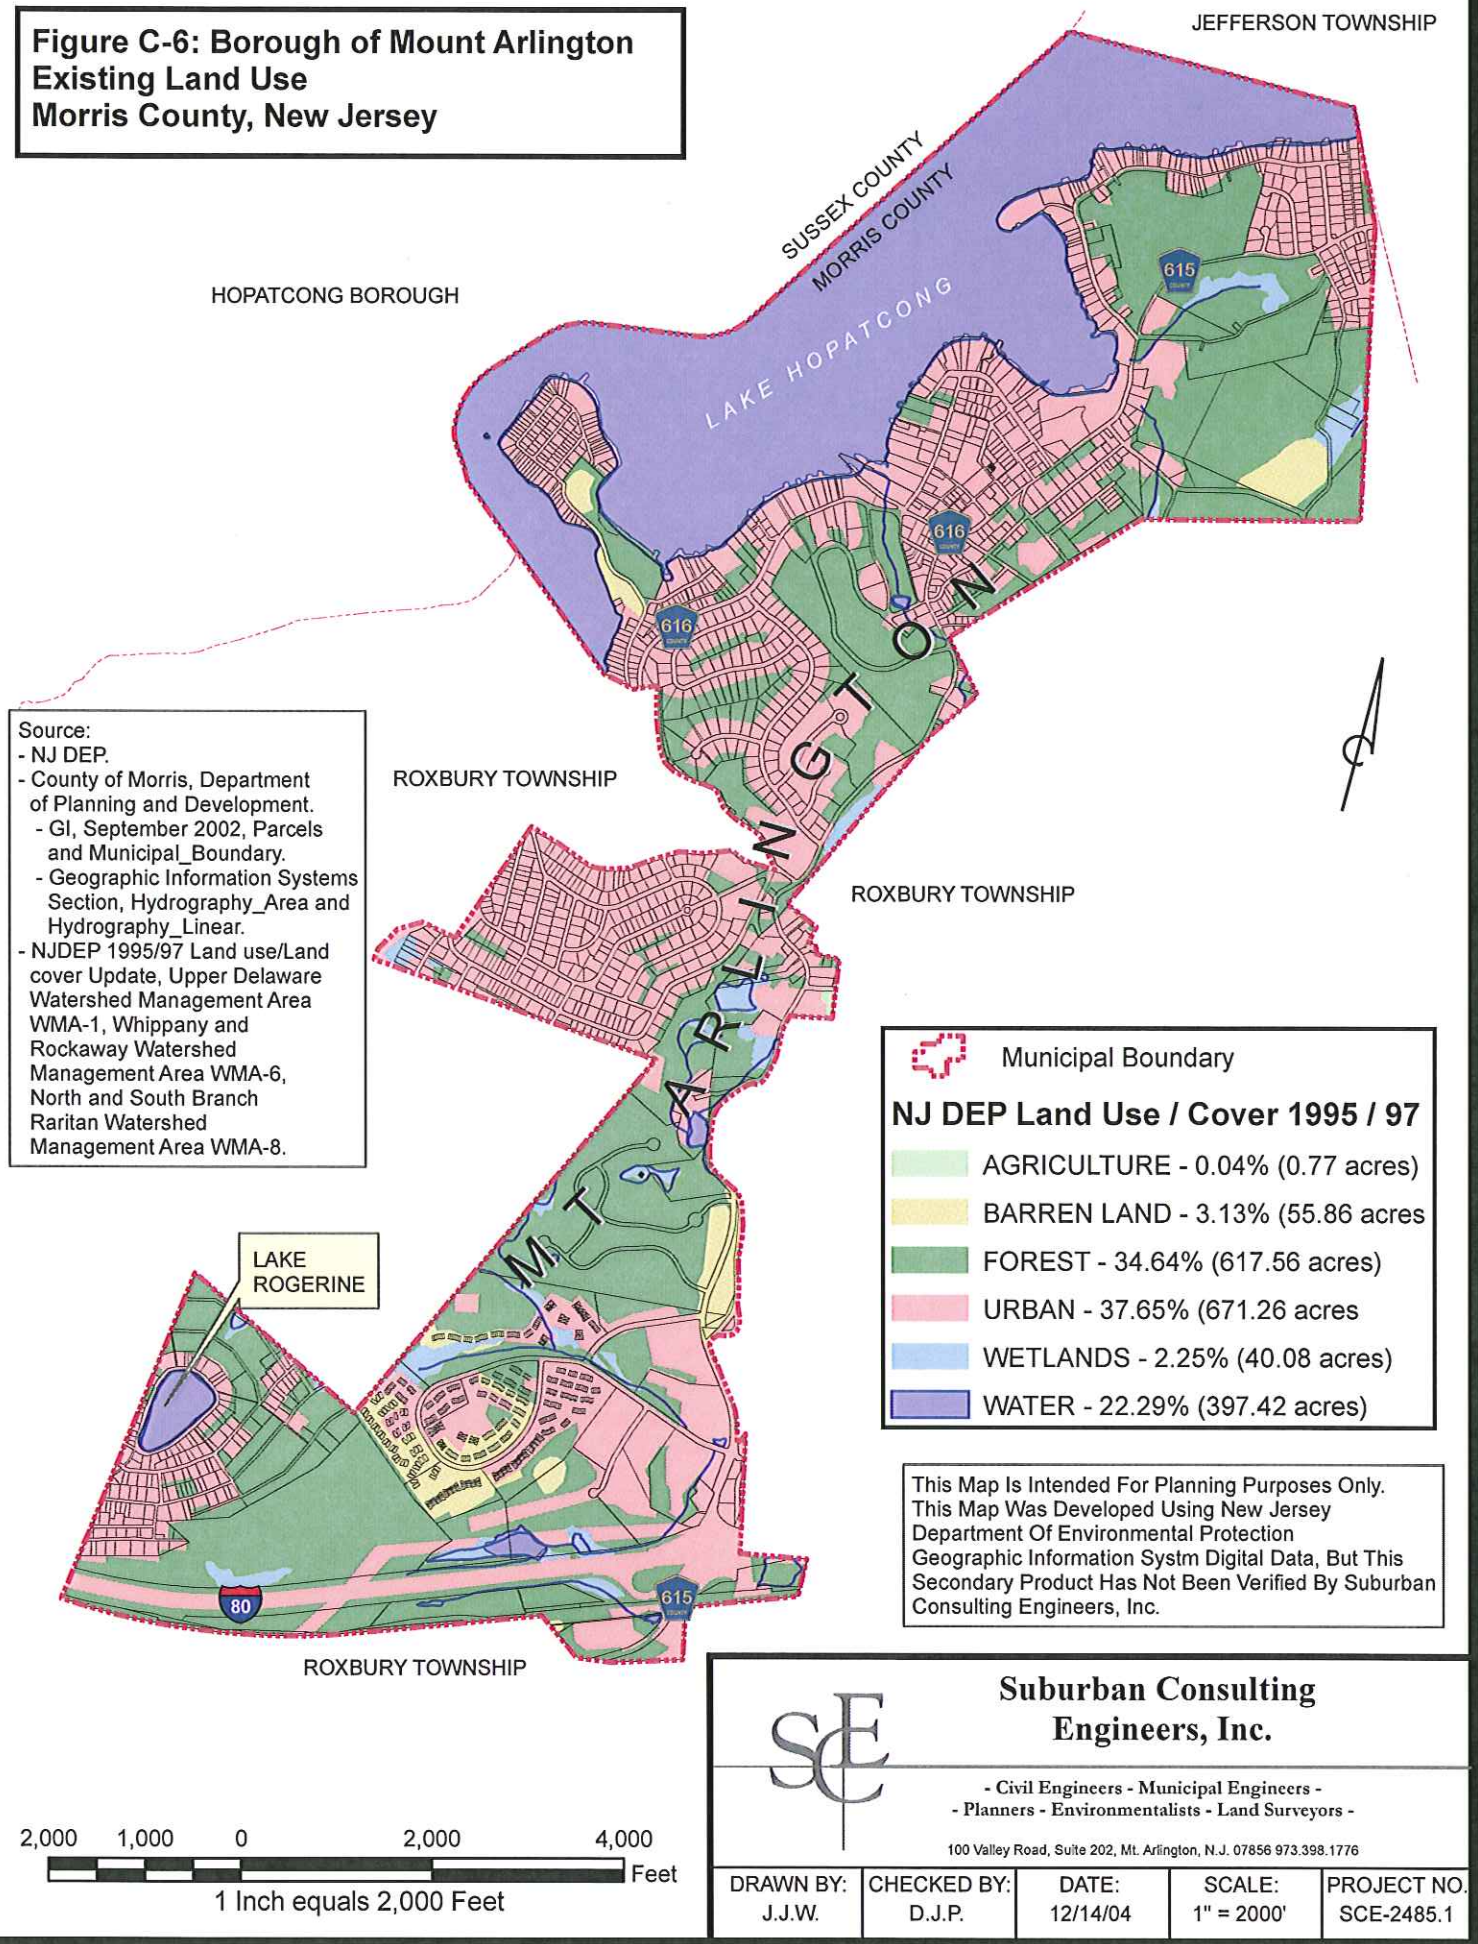 Figure C-6: Borough of Mount Arlington
Existing Land Use
Morris County, New Jersey
JEFFERSON TOWNSHIP
SUSSEX COUNTY
MORRIS COUNTY
HOPATCONG BOROUGH
LAKE HOPATCONG
615
COUNTY
616
COUNTY
616
COUNTY
MT ARLINGTON
Source:
- NJ DEP.
- County of Morris, Department
of Planning and Development.
- GI, September 2002, Parcels
and Municipal_Boundary.
- Geographic Information Systems
Section, Hydrography_Area and
Hydrography_Linear.
- NJDEP 1995/97 Land use/Land
cover Update, Upper Delaware
Watershed Management Area
WMA-1, Whippany and
Rockaway Watershed
Management Area WMA-6,
North and South Branch
Raritan Watershed
Management Area WMA-8.
ROXBURY TOWNSHIP
ROXBURY TOWNSHIP
Municipal Boundary
NJ DEP Land Use / Cover 1995 / 97
AGRICULTURE - 0.04% (0.77 acres)
BARREN LAND - 3.13% (55.86 acres
FOREST - 34.64% (617.56 acres)
URBAN - 37.65% (671.26 acres
WETLANDS - 2.25% (40.08 acres)
WATER - 22.29% (397.42 acres)
LAKE
ROGERINE
80
615
COUNTY
ROXBURY TOWNSHIP
This Map Is Intended For Planning Purposes Only.
This Map Was Developed Using New Jersey
Department Of Environmental Protection
Geographic Information Systm Digital Data, But This
Secondary Product Has Not Been Verified By Suburban
Consulting Engineers, Inc.
SCE
Suburban Consulting
Engineers, Inc.
- Civil Engineers - Municipal Engineers -
- Planners - Environmentalists - Land Surveyors -
100 Valley Road, Suite 202, Mt. Arlington, N.J. 07856 973.398.1776
2,000 1,000 0 2,000 4,000
Feet
1 Inch equals 2,000 Feet
DRAWN BY:
J.J.W.
CHECKED BY:
D.J.P.
DATE:
12/14/04
SCALE:
1" = 2000'
PROJECT NO.
SCE-2485.1